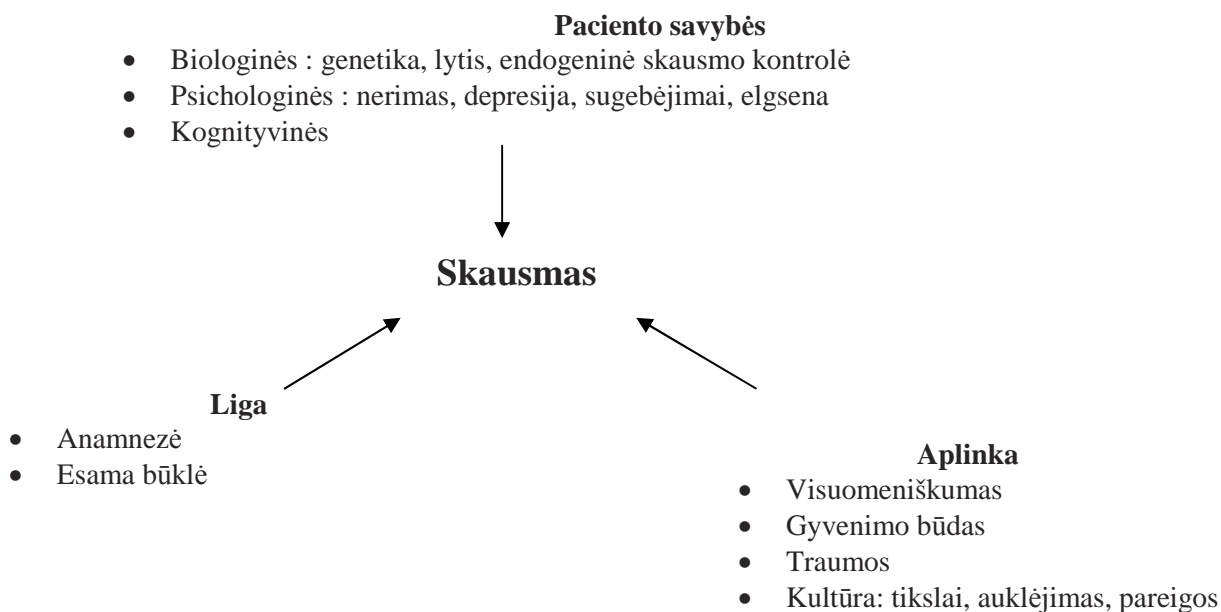 Paciento savybės
• Biologinės : genetika, lytis, endogeninė skausmo kontrolė
• Psichologinės : nerimas, depresija, sugebėjimai, elgsena
• Kognityvinės
Skausmas
Liga
• Anamnezė
• Esama būklė
Aplinka
• Visuomeniškumas
• Gyvenimo būdas
• Traumos
• Kultūra: tikslai, auklėjimas, pareigos